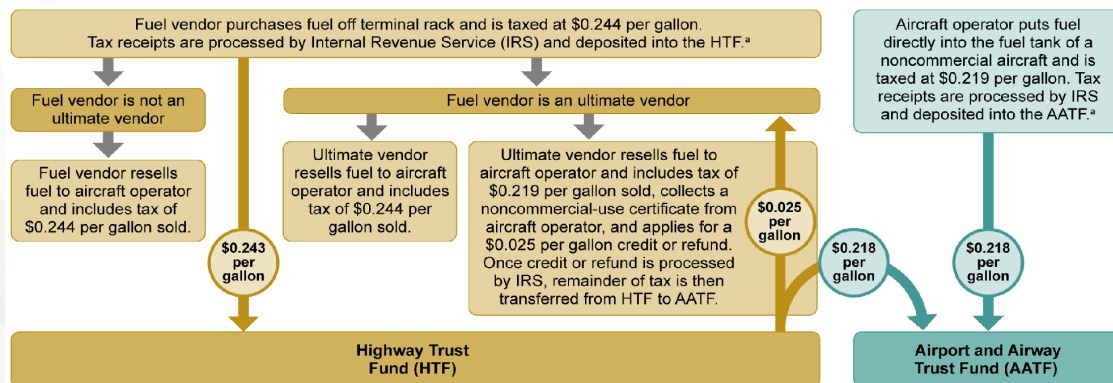 Fuel vendor purchases fuel off terminal rack and is taxed at $0.244 per gallon.
Tax receipts are processed by Internal Revenue Service (IRS) and deposited into the HTF.ᵃ
Fuel vendor is not an
ultimate vendor
Fuel vendor resells
fuel to aircraft operator
and includes tax of
$0.244 per gallon sold.
$0.243
per
gallon
Fuel vendor is an ultimate vendor
Ultimate vendor
resells fuel to aircraft
operator and includes
tax of $0.244 per
gallon sold.
Ultimate vendor resells fuel to
aircraft operator and includes tax of
$0.219 per gallon sold, collects a
noncommercial-use certificate from
aircraft operator, and applies for a
$0.025 per gallon credit or refund.
Once credit or refund is processed
by IRS, remainder of tax is then
transferred from HTF to AATF.
$0.025
per
gallon
$0.218
per
gallon
Aircraft operator puts fuel
directly into the fuel tank of a
noncommercial aircraft and is
taxed at $0.219 per gallon. Tax
receipts are processed by IRS
and deposited into the AATF.ᵃ
$0.218
per
gallon
Highway Trust
Fund (HTF)
Airport and Airway
Trust Fund (AATF)